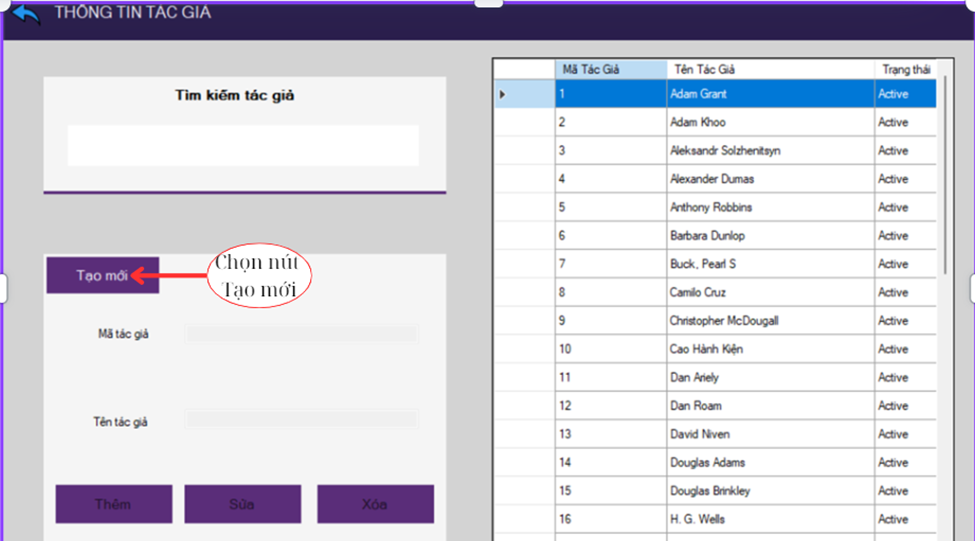 THÔNG TIN TÁC GIẢ
Tìm kiếm tác giả
Tạo mới
Chọn nút
Tạo mới
Mã tác giả
Tên tác giả
Thêm Sửa Xóa
Mã Tác Giả Tên Tác Giả Trạng thái
1 Adam Grant Active
2 Adam Khoo Active
3 Aleksandr Solzhenitsyn Active
4 Alexander Dumas Active
5 Anthony Robbins Active
6 Barbara Dunlop Active
7 Buck, Pearl S Active
8 Camilo Cruz Active
9 Christopher McDougall Active
10 Cao Hành Kiện Active
11 Dan Ariely Active
12 Dan Roam Active
13 David Niven Active
14 Douglas Adams Active
15 Douglas Brinkley Active
16 H. G. Wells Active